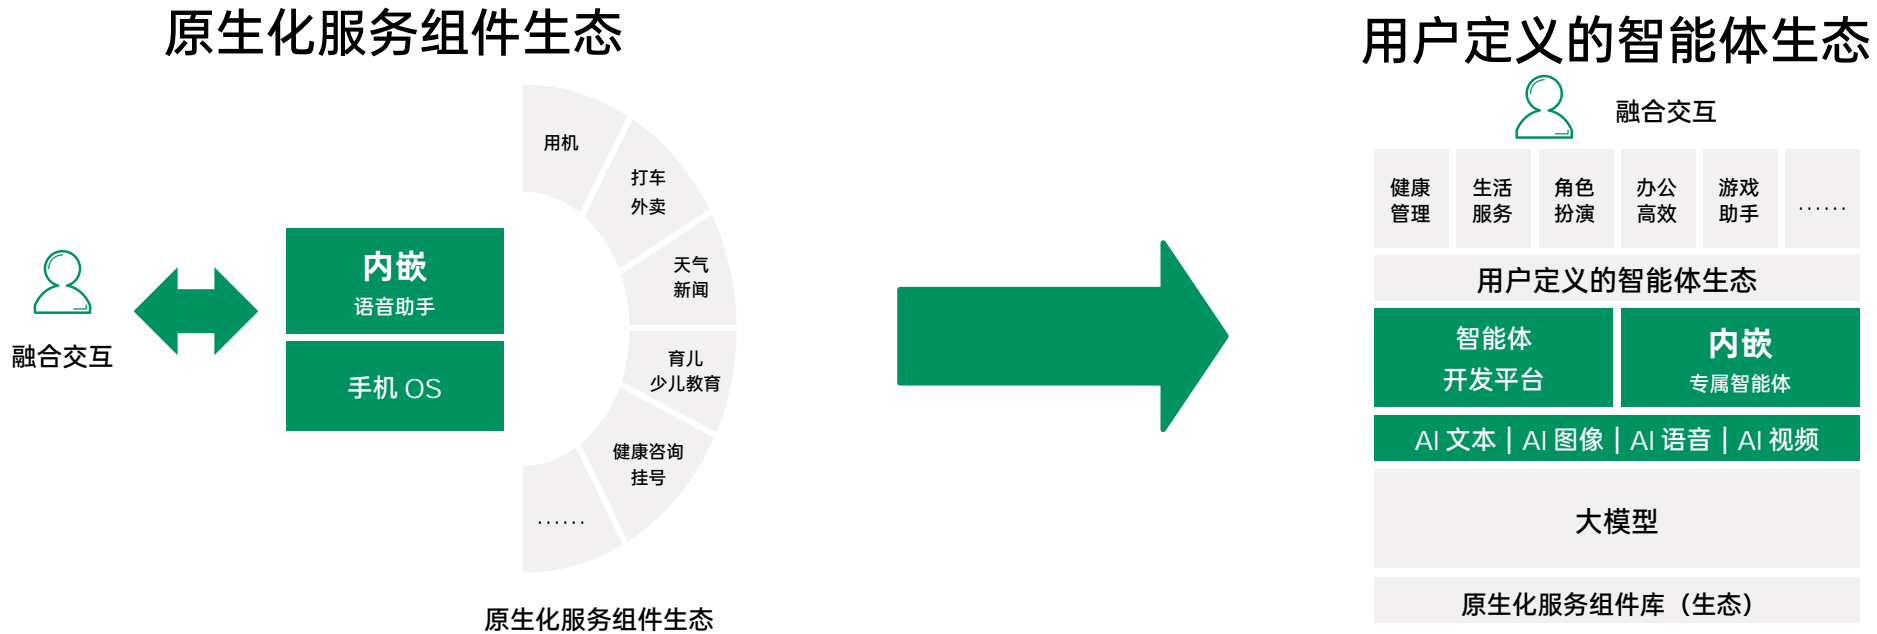 原生化服务组件生态
用机
打车
外卖
天气
新闻
育儿
少儿教育
健康咨询
挂号
......
内嵌
语音助手
手机 OS
融合交互
原生化服务组件生态
用户定义的智能体生态
融合交互
健康
管理
生活
服务
角色
扮演
办公
高效
游戏
助手
......
用户定义的智能体生态
智能体
开发平台
内嵌
专属智能体
AI 文本 | AI 图像 | AI 语音 | AI 视频
大模型
原生化服务组件库（生态）